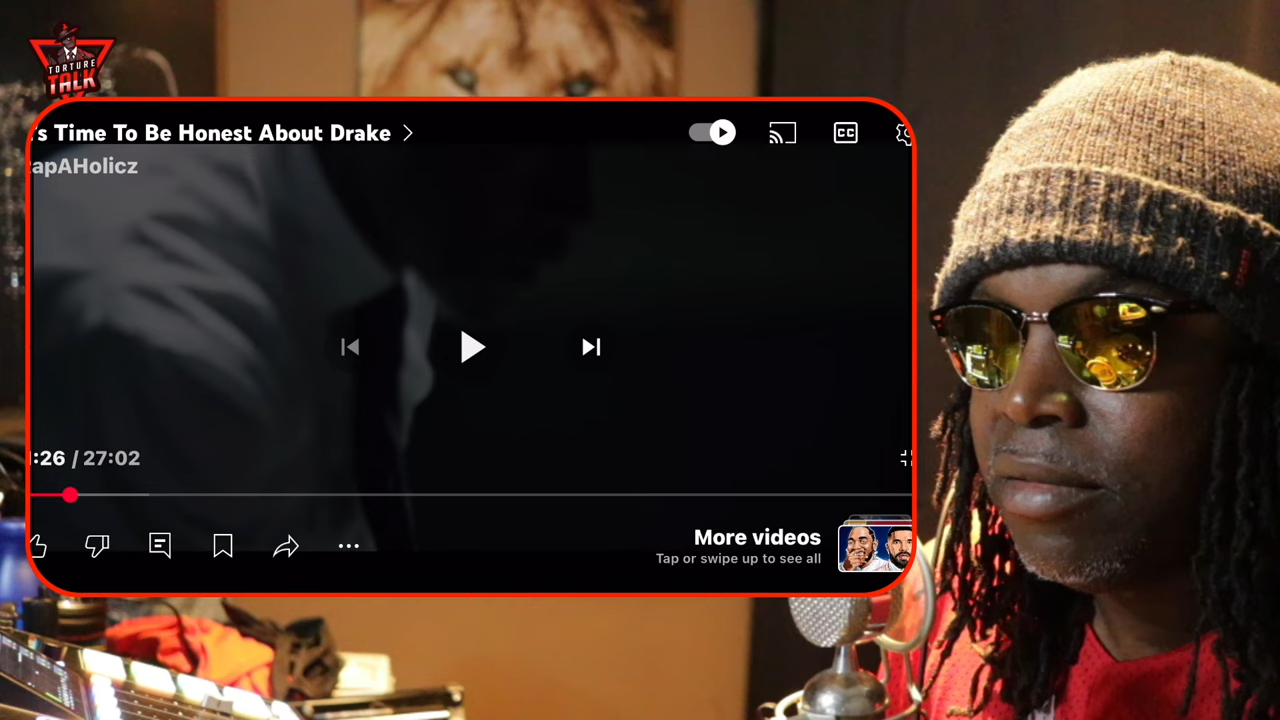 TORTURE
TALK
's Time To Be Honest About Drake
apAHolicz
CC
:26 / 27:02
More videos
Tap or swipe up to see all